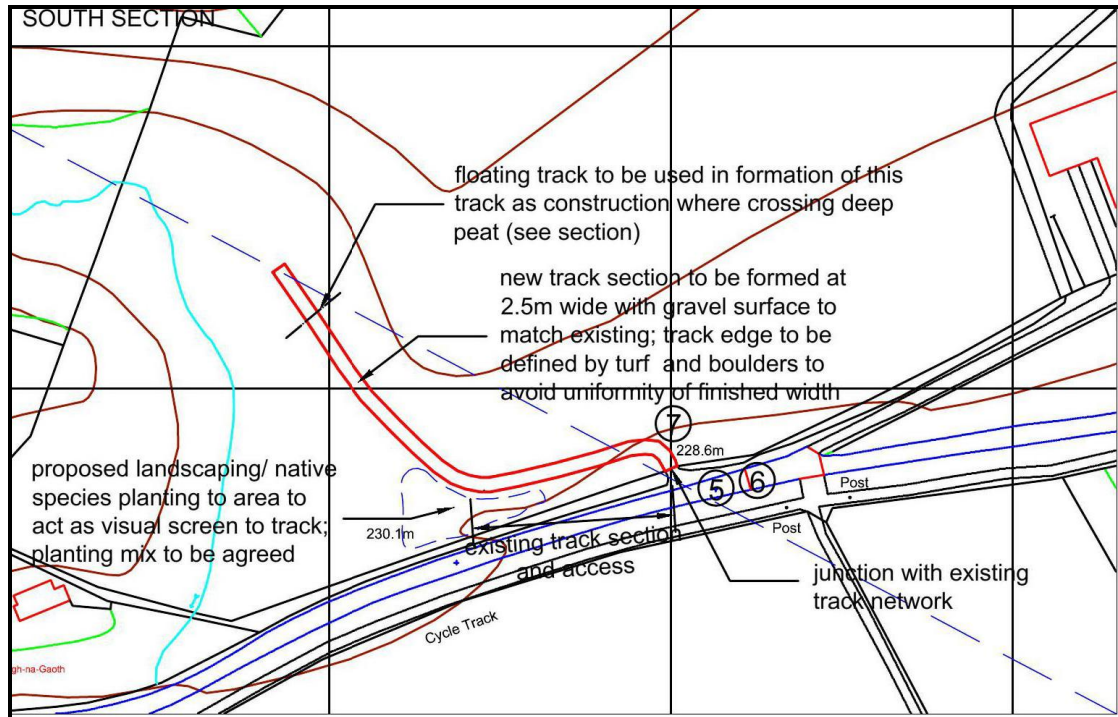 SOUTH SECTION
floating track to be used in formation of this
track as construction where crossing deep
peat (see section)
new track section to be formed at
2.5m wide with gravel surface to
match existing; track edge to be
defined by turf and boulders to
avoid uniformity of finished width
7
228.6m
proposed landscaping/ native
species planting to area to
act as visual screen to track;
planting mix to be agreed
230.1m
5
6
Post
Post
existing track section
and access
junction with existing
track network
Cycle Track
gh-na-Gaoth